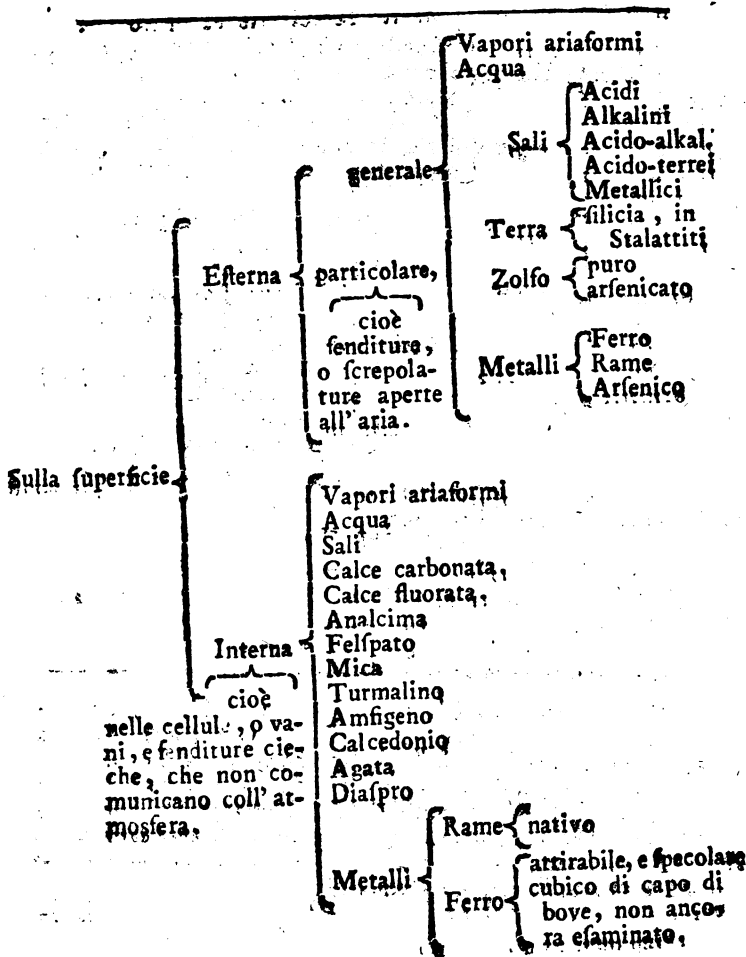 Vapori ariaformi
Acqua
Sali
Acidi
Alkalini
Acido-alkal.
Acido-terrei
Metallici
generale
Terra
ſilicia, in
Stalattiti
Eſterna
particolare,
Zolfo
puro
arſenicato
cioè
fenditure,
o ſcrepola-
ture aperte
all'aria.
Metalli
Ferro
Rame
Arſenico
Sulla ſuperficie
Vapori ariaformi
Acqua
Sali
Calce carbonata,
Calce fluorata.
Analcima
Interna
Felſpato
Mica
cioè
nelle cellule, o va-
ni, e fenditure cie-
che, che non co-
municano coll'at-
mosfera.
Turmalino
Amfigeno
Calcedonio
Agata
Diaſpro
Metalli
Rame
nativo
Ferro
attirabile, e ſpecolare
cubico di capo di
bove, non anco-
ra eſaminato.